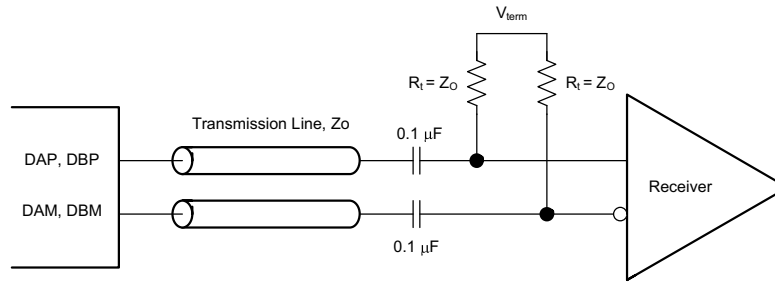 V_term
R_t = Z_O
R_t = Z_O
Transmission Line, Zo
0.1 μF
DAP, DBP
DAM, DBM
Receiver
0.1 μF